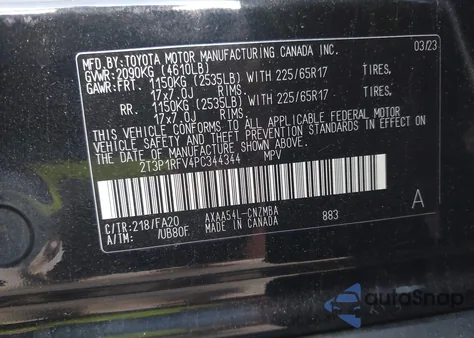 MFD.BY:TOYOTA MOTOR MANUFACTURING CANADA INC. 03/23
GVWR:2090KG (4610LB)
GAWR:FRT. 1150KG (2535LB) WITH 225/65R17 TIRES.
17x7.0J RIMS.
RR. 1150KG (2535LB) WITH 225/65R17 TIRES.
17x7.0J RIMS.
THIS VEHICLE CONFORMS TO ALL APPLICABLE FEDERAL MOTOR
VEHICLE SAFETY AND THEFT PREVENTION STANDARDS IN EFFECT ON
THE DATE OF MANUFACTURE SHOWN ABOVE.
2T3P1RFV4PC344344 MPV
C/TR:218/FA20 AXAA54L-CNZMBA 883 A
A/TM: /UB80F MADE IN CANADA
autoSnap